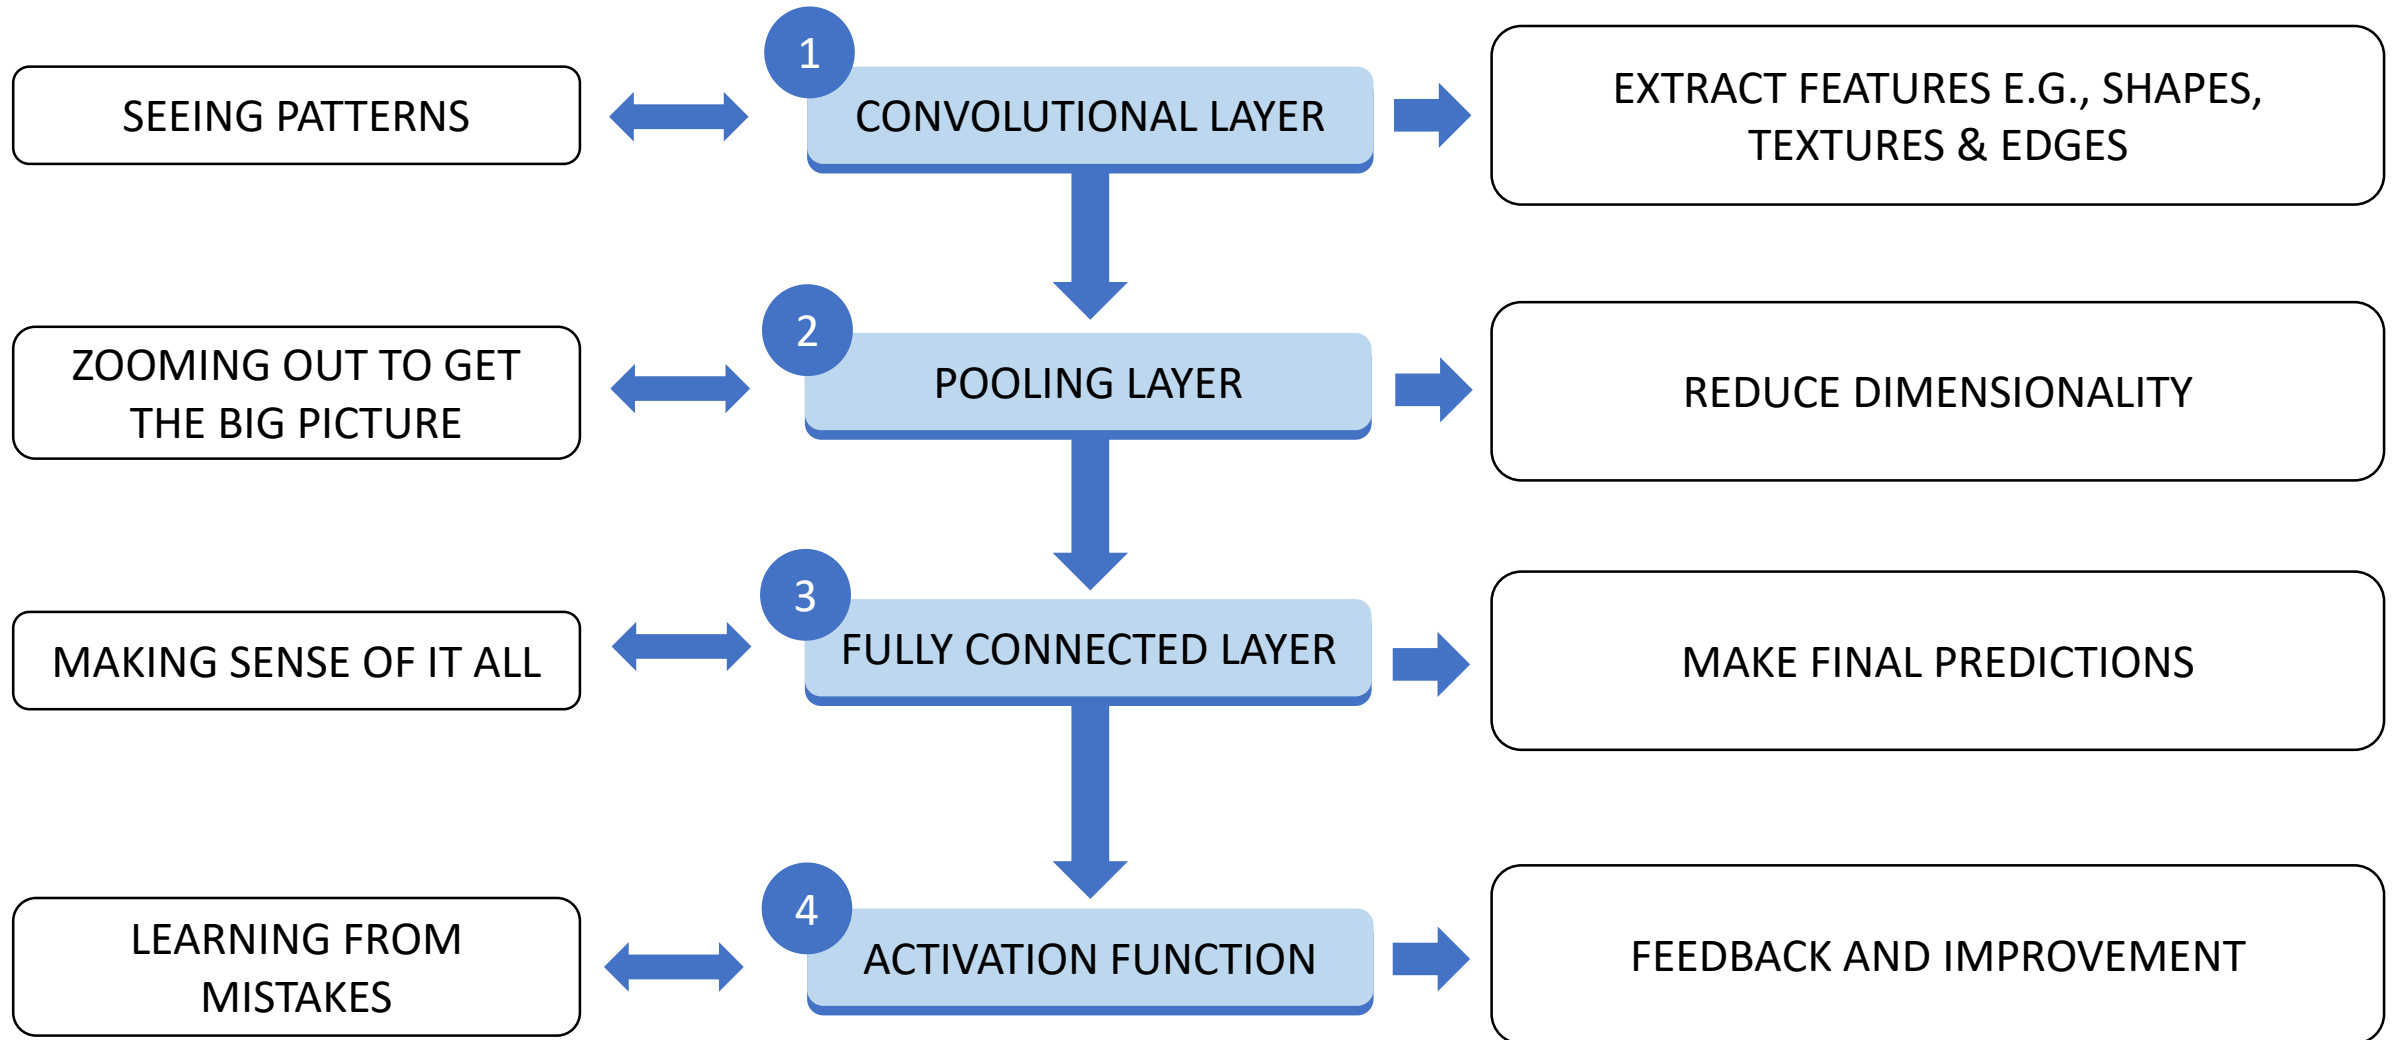 SEEING PATTERNS
1
CONVOLUTIONAL LAYER
EXTRACT FEATURES E.G., SHAPES,
TEXTURES & EDGES
ZOOMING OUT TO GET
THE BIG PICTURE
2
POOLING LAYER
REDUCE DIMENSIONALITY
MAKING SENSE OF IT ALL
3
FULLY CONNECTED LAYER
MAKE FINAL PREDICTIONS
LEARNING FROM
MISTAKES
4
ACTIVATION FUNCTION
FEEDBACK AND IMPROVEMENT